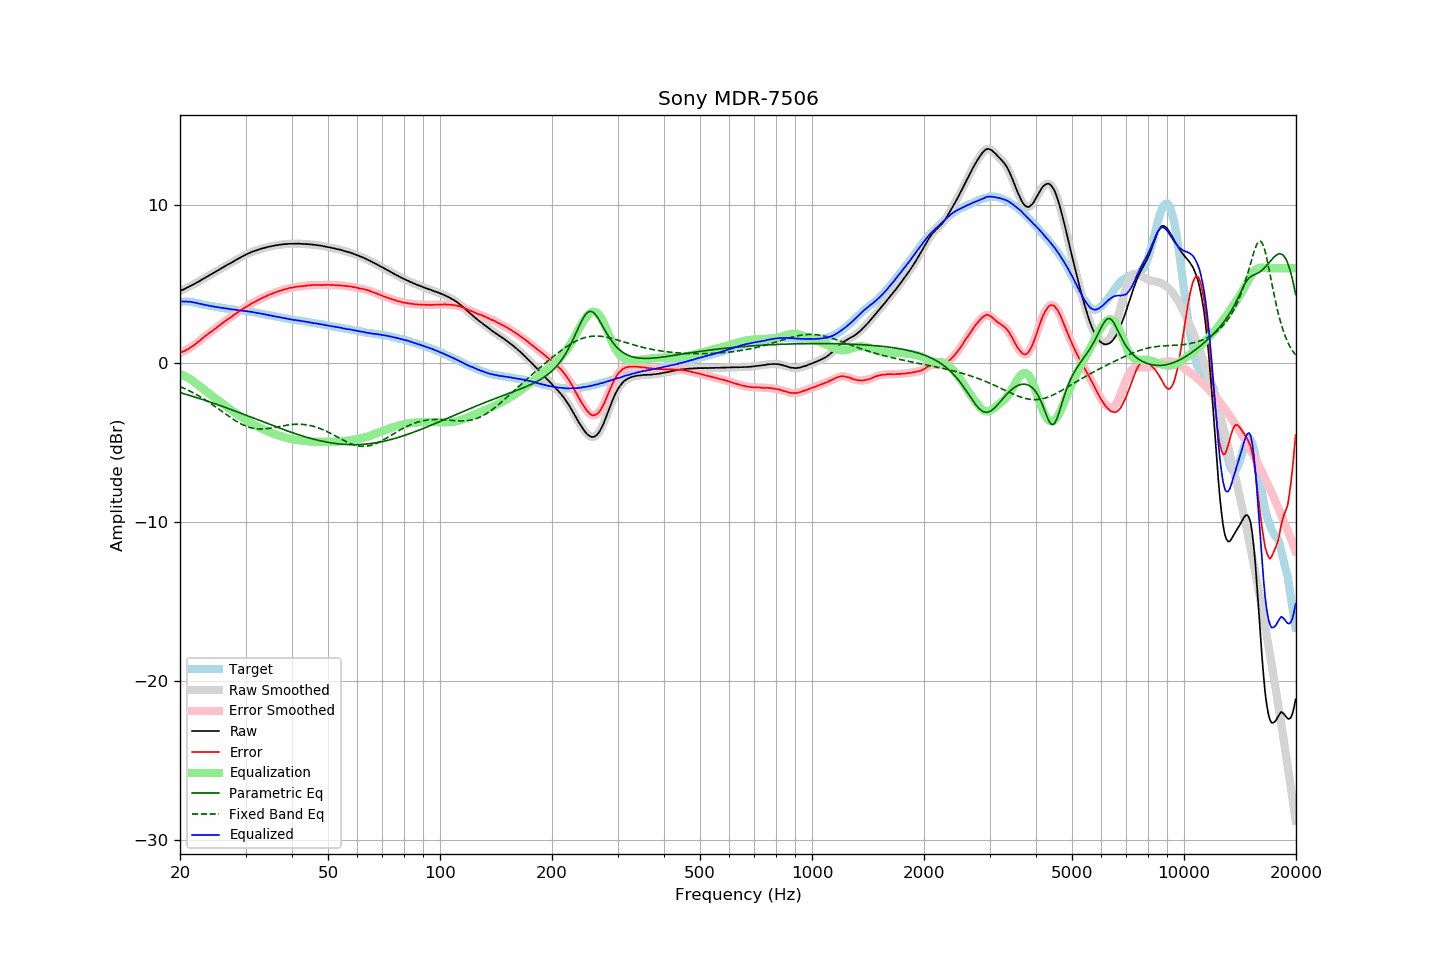 Sony MDR-7506
Amplitude (dBr)
10
0
−10
−20
−30
Target
Raw Smoothed
Error Smoothed
Raw
Error
Equalization
Parametric Eq
Fixed Band Eq
Equalized
20 50 100 200 500 1000 2000 5000 10000 20000
Frequency (Hz)